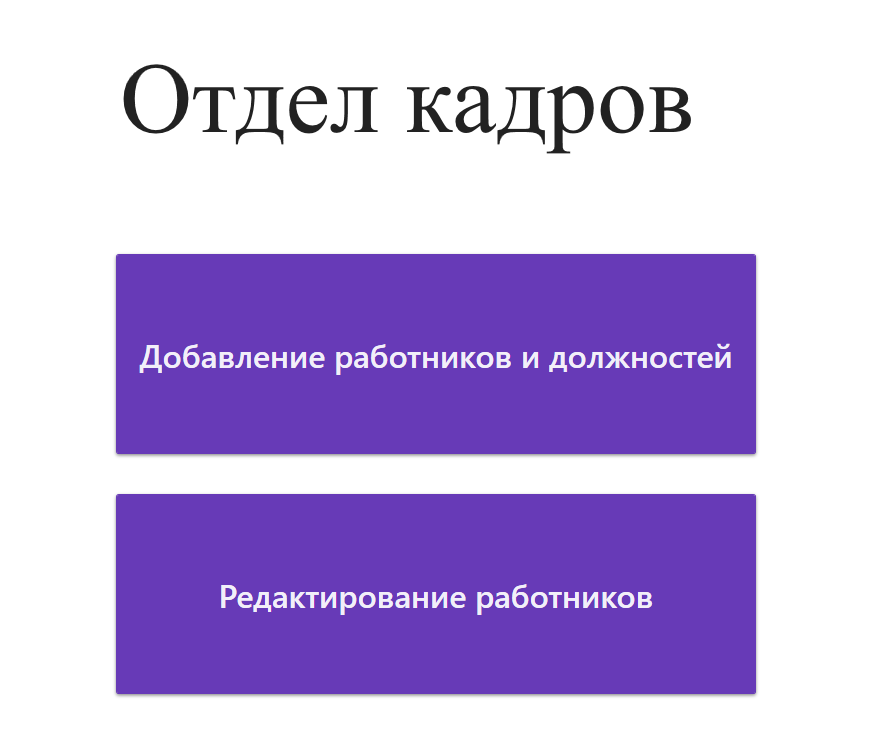 Отдел кадров
Добавление работников и должностей
Редактирование работников